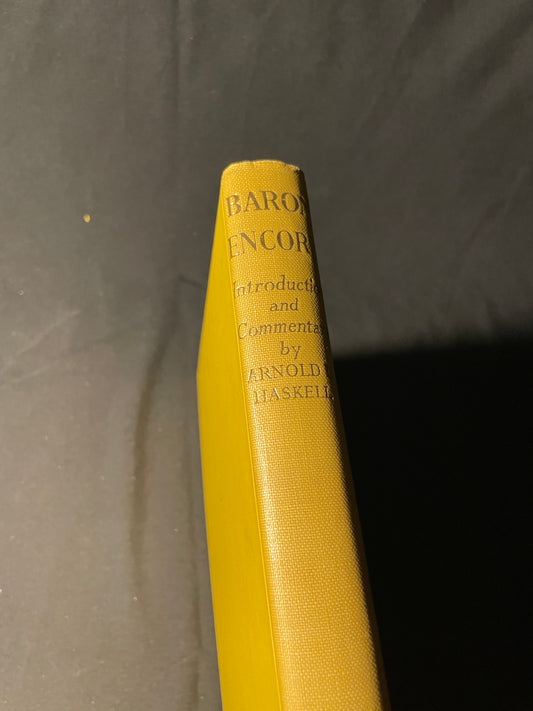 BARON
ENCOR
Introductio
and
Commenta
by
ARNOLD
HASKELL